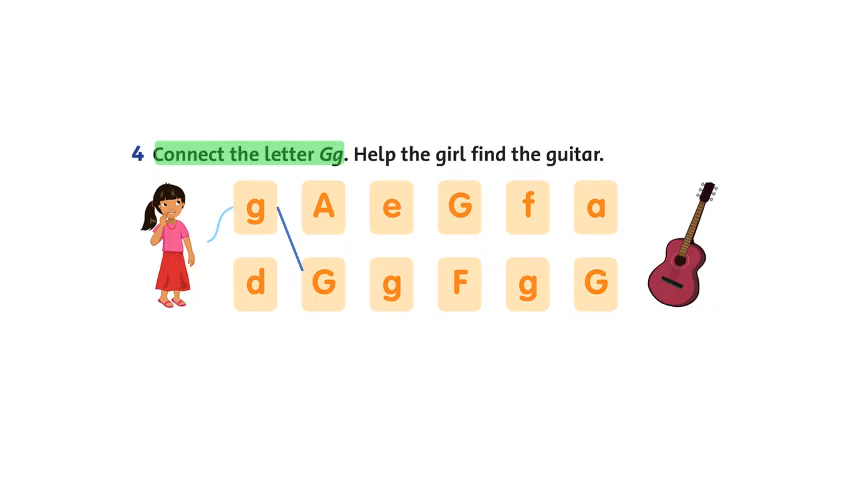 4 Connect the letter Gg. Help the girl find the guitar.
g A e G f a
d G g F g G